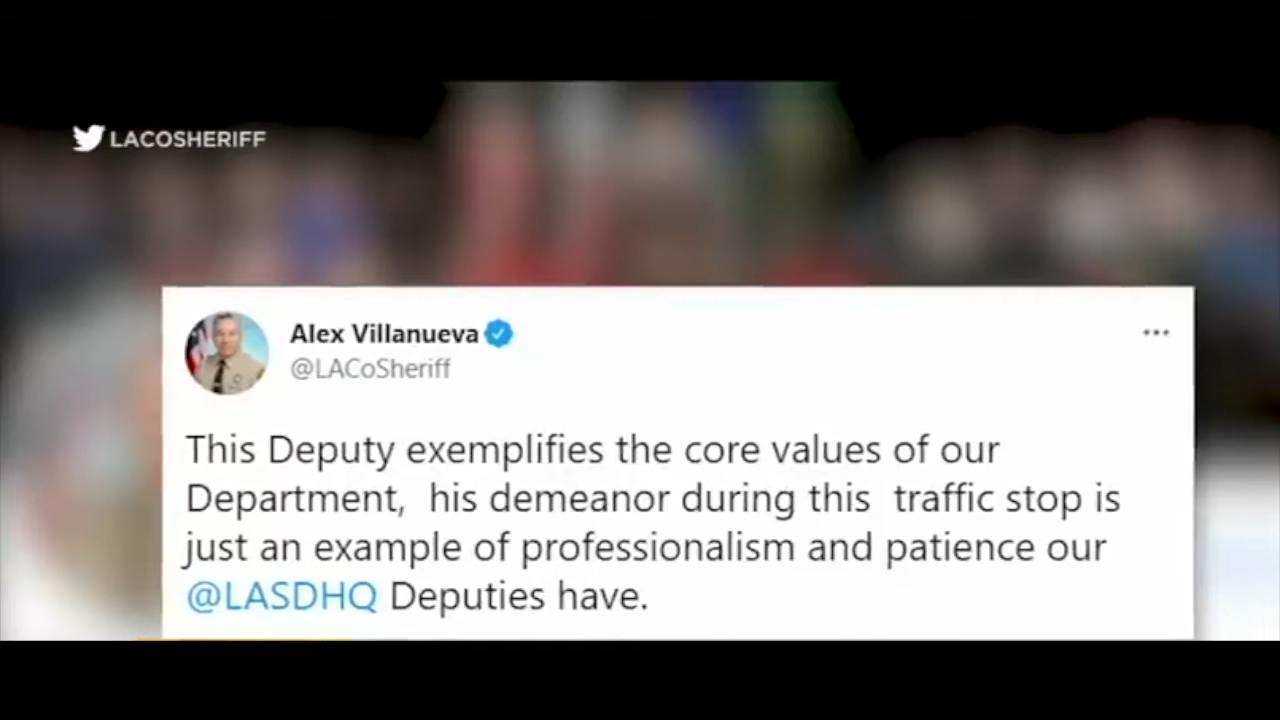 LACOSHERIFF
Alex Villanueva
@LACoSheriff
This Deputy exemplifies the core values of our
Department,  his demeanor during this  traffic stop is
just an example of professionalism and patience our
@LASDHQ Deputies have.